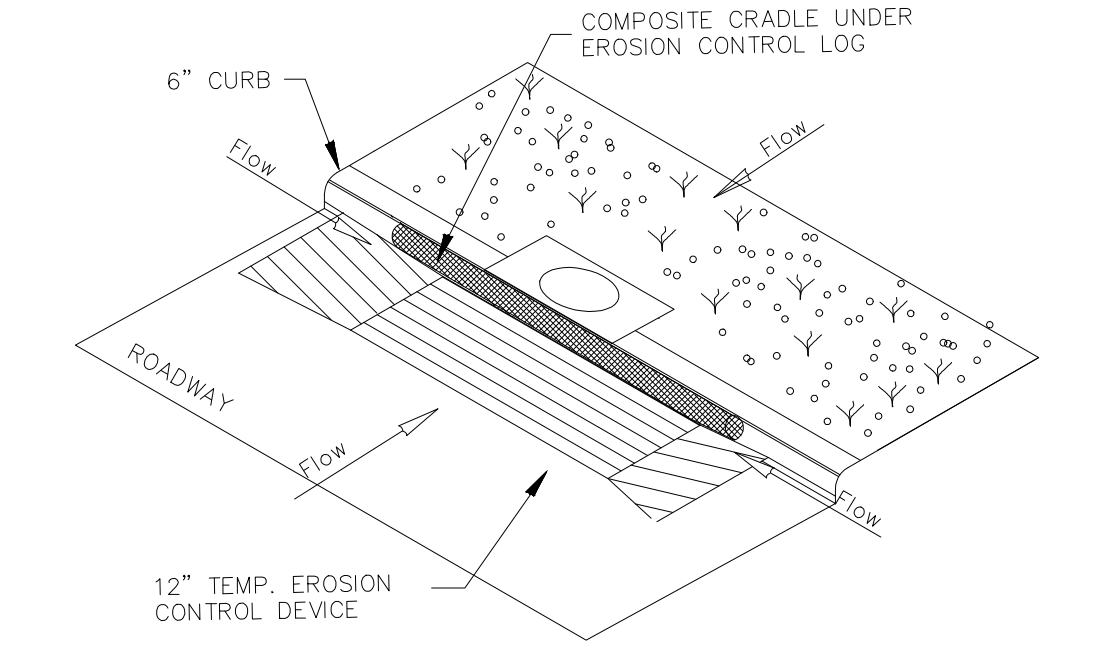 COMPOSITE CRADLE UNDER
EROSION CONTROL LOG
6” CURB
Flow
Flow
ROADWAY
Flow
Flow
12” TEMP. EROSION
CONTROL DEVICE